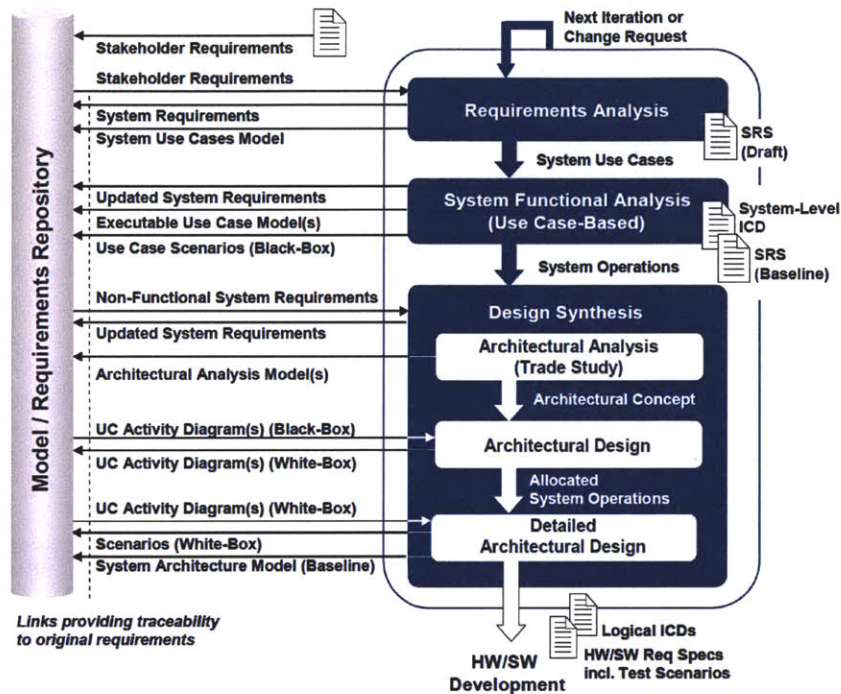 Next Iteration or
Change Request
Stakeholder Requirements
Stakeholder Requirements
System Requirements
System Use Cases Model
Requirements Analysis
SRS
(Draft)
System Use Cases
Updated System Requirements
Executable Use Case Model(s)
Use Case Scenarios (Black-Box)
System Functional Analysis
(Use Case-Based)
System-Level
ICD
SRS
(Baseline)
System Operations
Model / Requirements Repository
Non-Functional System Requirements
Updated System Requirements
Architectural Analysis Model(s)
Design Synthesis
Architectural Analysis
(Trade Study)
Architectural Concept
UC Activity Diagram(s) (Black-Box)
UC Activity Diagram(s) (White-Box)
Architectural Design
Allocated
System Operations
UC Activity Diagram(s) (White-Box)
Scenarios (White-Box)
System Architecture Model (Baseline)
Detailed
Architectural Design
Links providing traceability
to original requirements
Logical ICDs
HW/SW Req Specs
incl. Test Scenarios
HW/SW
Development